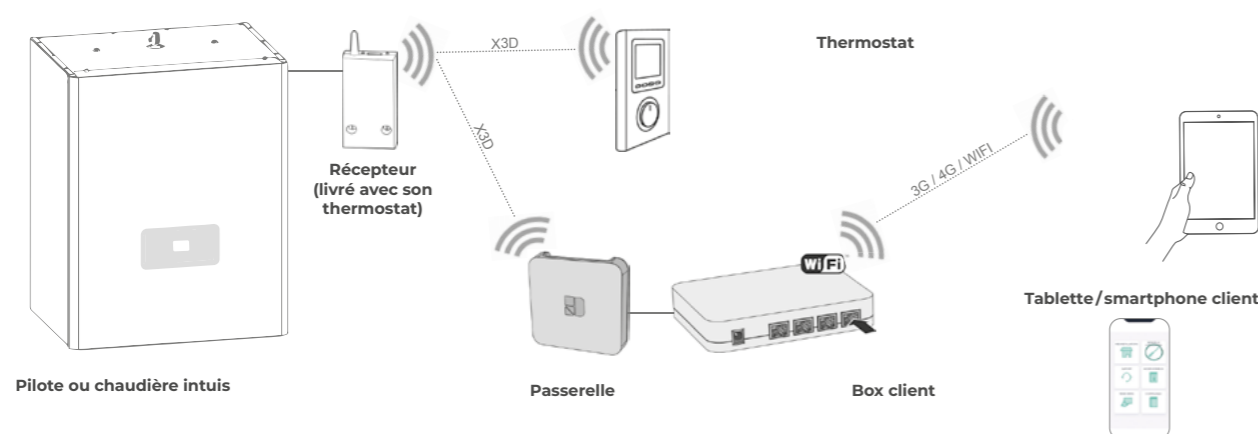 X3D
Thermostat
X3D
3G / 4G / WIFI
Récepteur
(livré avec son
thermostat)
WiFi
Tablette/smartphone client
Pilote ou chaudière intuis
Passerelle
Box client